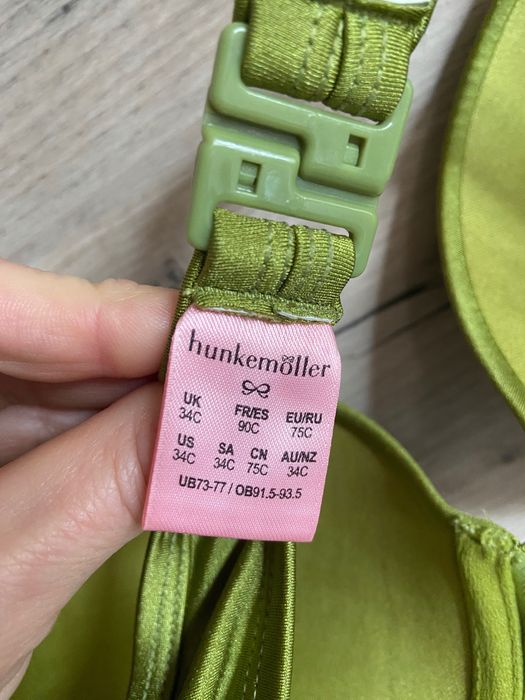 hunkemöller
UK FR/ES EU/RU
34C 90C 75C
US SA CN AU/NZ
34C 34C 75C 34C
UB73-77 / OB91.5-93.5